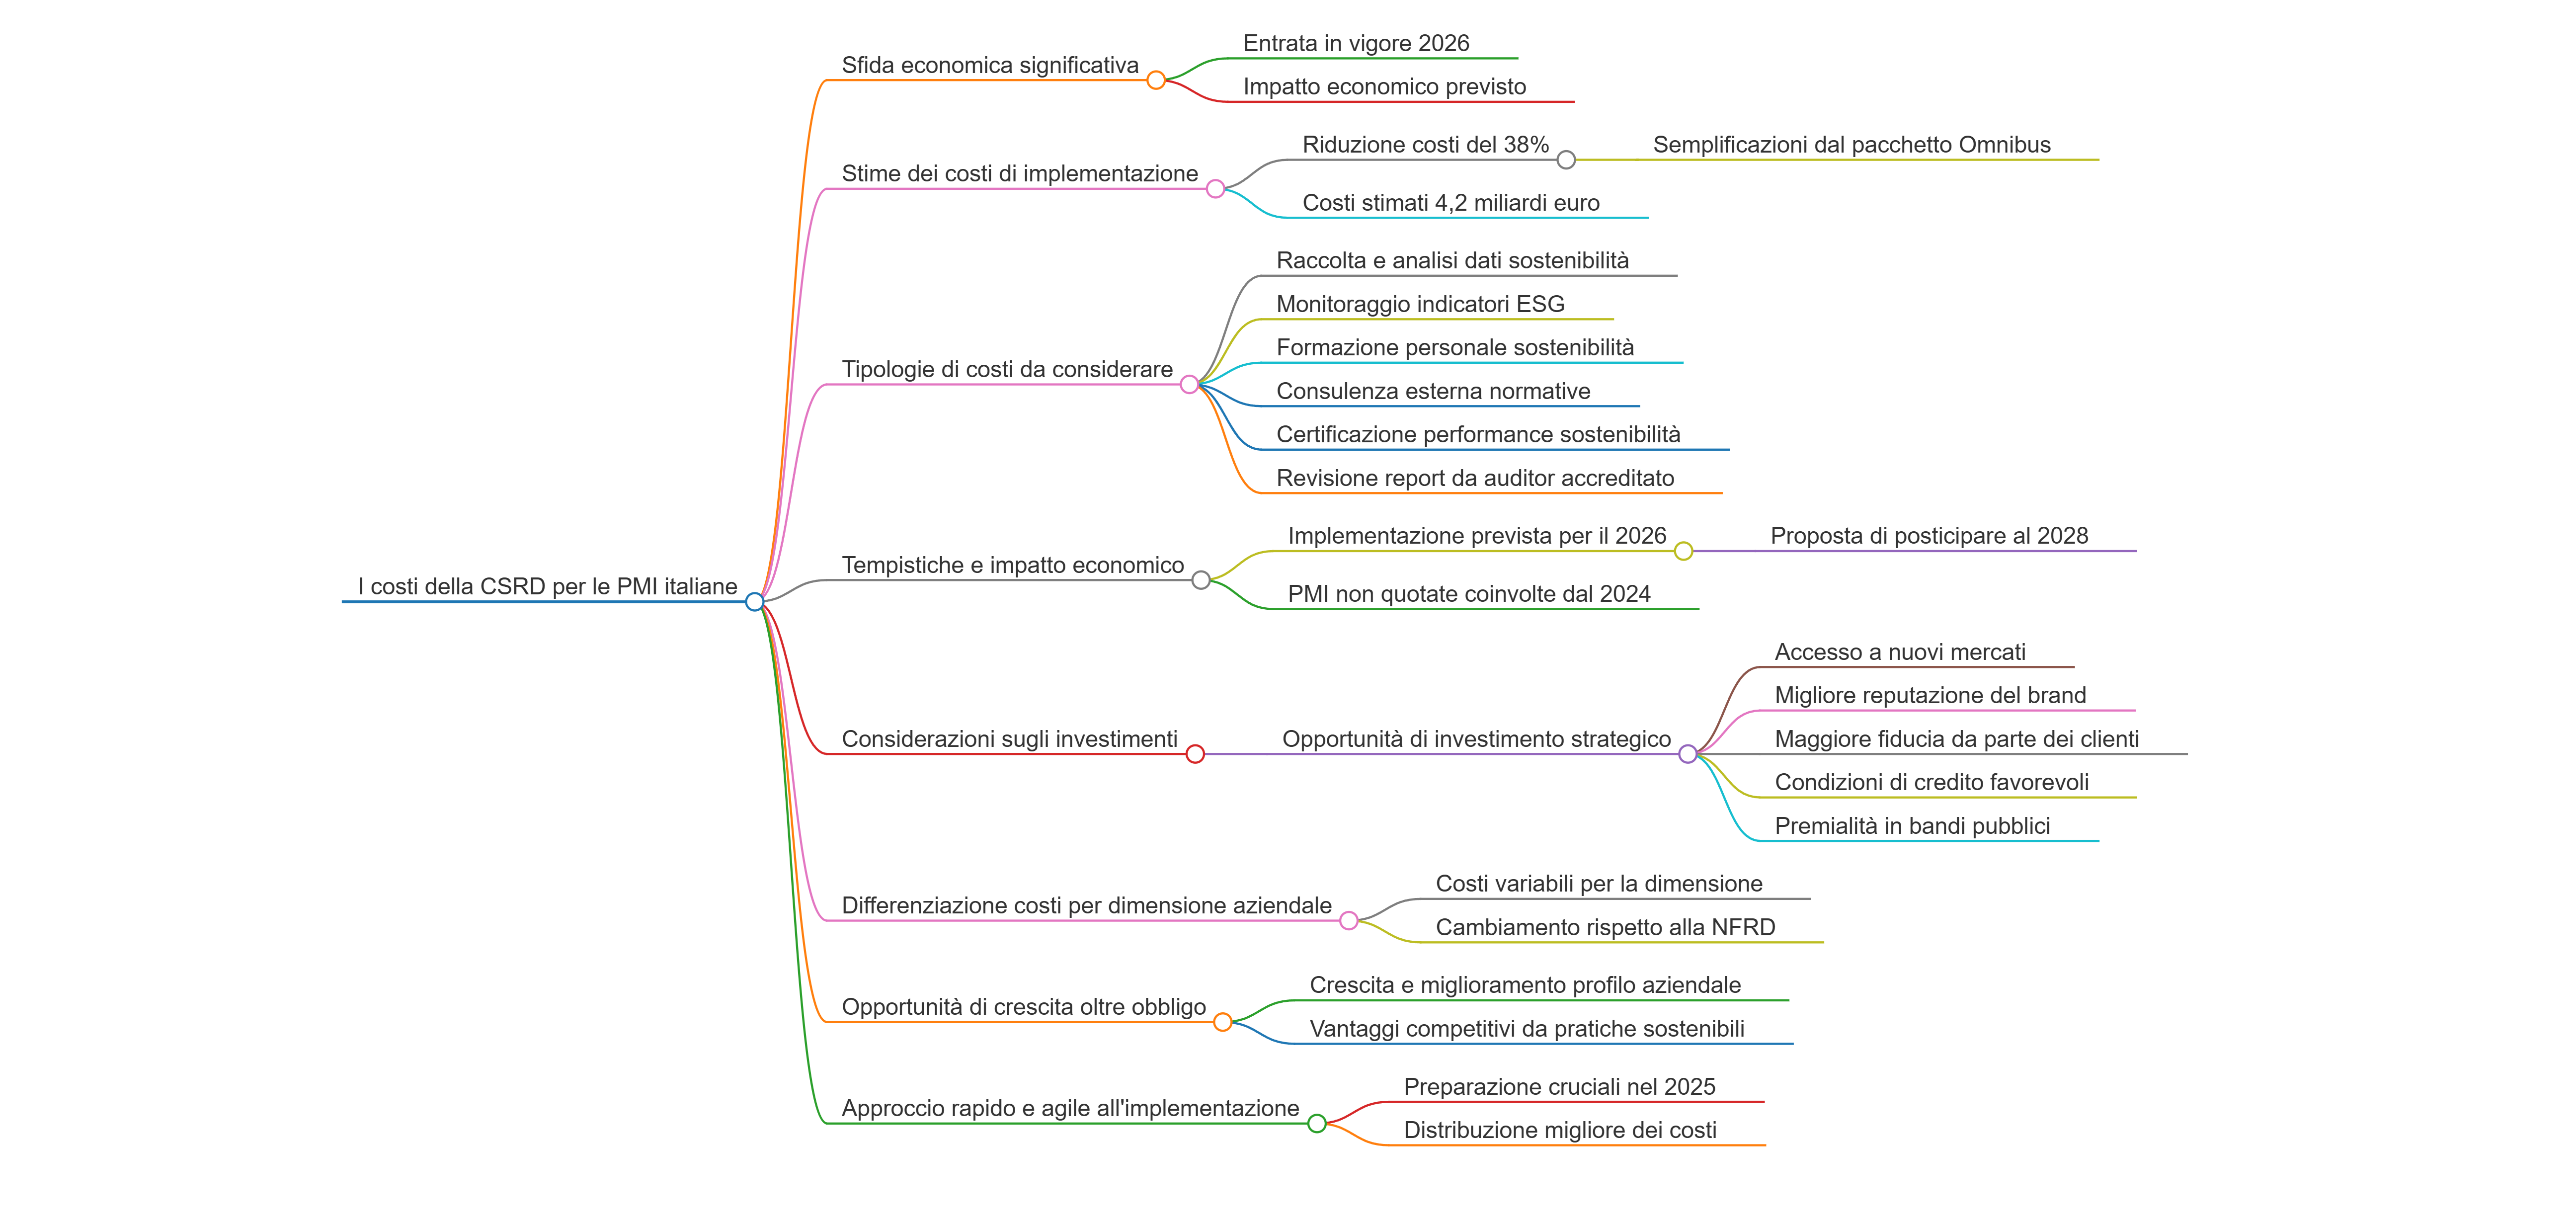 I costi della CSRD per le PMI italiane
Sfida economica significativa
Entrata in vigore 2026
Impatto economico previsto
Stime dei costi di implementazione
Riduzione costi del 38%
Semplificazioni dal pacchetto Omnibus
Costi stimati 4,2 miliardi euro
Tipologie di costi da considerare
Raccolta e analisi dati sostenibilità
Monitoraggio indicatori ESG
Formazione personale sostenibilità
Consulenza esterna normative
Certificazione performance sostenibilità
Revisione report da auditor accreditato
Tempistiche e impatto economico
Implementazione prevista per il 2026
Proposta di posticipare al 2028
PMI non quotate coinvolte dal 2024
Considerazioni sugli investimenti
Opportunità di investimento strategico
Accesso a nuovi mercati
Migliore reputazione del brand
Maggiore fiducia da parte dei clienti
Condizioni di credito favorevoli
Premialità in bandi pubblici
Differenziazione costi per dimensione aziendale
Costi variabili per la dimensione
Cambiamento rispetto alla NFRD
Opportunità di crescita oltre obbligo
Crescita e miglioramento profilo aziendale
Vantaggi competitivi da pratiche sostenibili
Approccio rapido e agile all'implementazione
Preparazione cruciali nel 2025
Distribuzione migliore dei costi